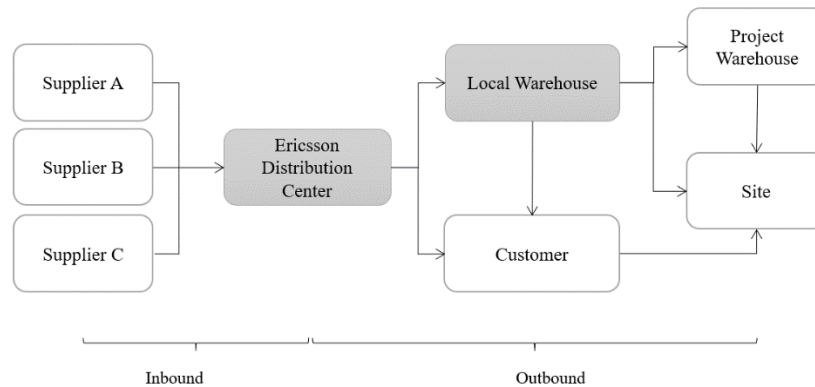 Supplier A
Supplier B
Supplier C
Ericsson
Distribution
Center
Local Warehouse
Customer
Project
Warehouse
Site
Inbound
Outbound